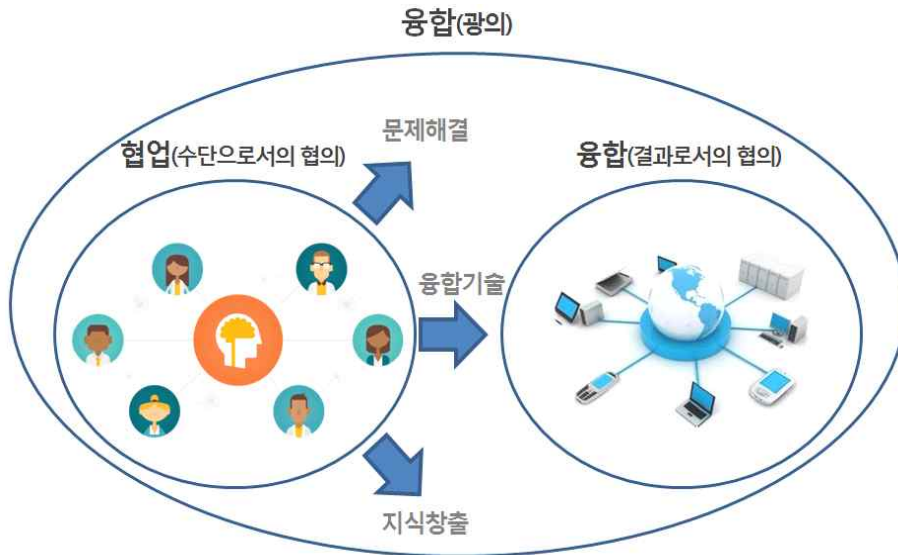 융합(광의)
문제해결
협업(수단으로서의 협의)
융합(결과로서의 협의)
융합기술
지식창출